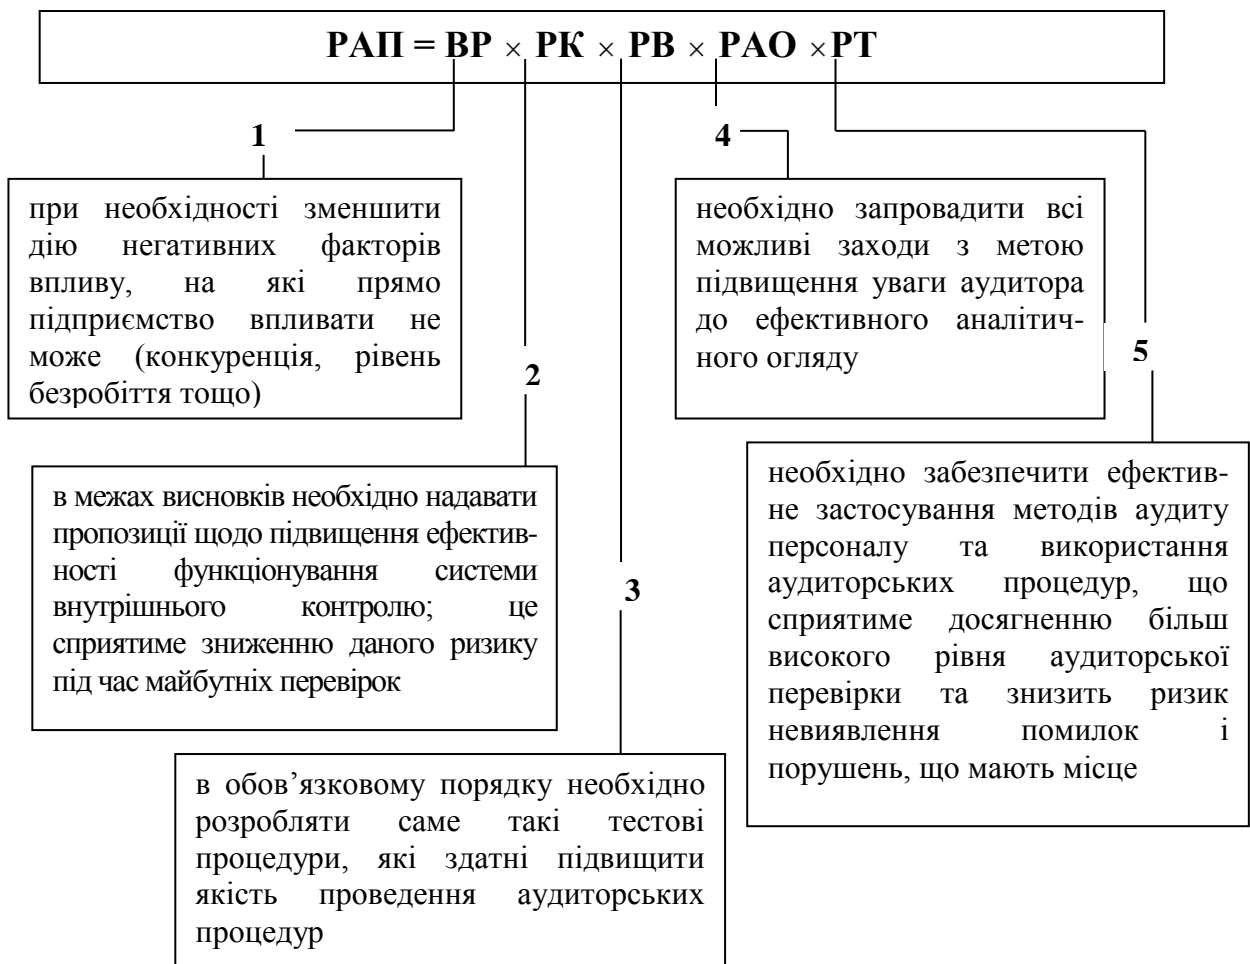 РАП = ВР × РК × РВ × РАО ×РТ
1
при необхідності зменшити
дію негативних факторів
впливу, на які прямо
підприємство впливати не
може (конкуренція, рівень
безробіття тощо)
2
в межах висновків необхідно надавати
пропозиції щодо підвищення ефектив-
ності функціонування системи
внутрішнього контролю; це
сприятиме зниженню даного ризику
під час майбутніх перевірок
3
в обов’язковому порядку необхідно
розробляти саме такі тестові
процедури, які здатні підвищити
якість проведення аудиторських
процедур
4
необхідно запровадити всі
можливі заходи з метою
підвищення уваги аудитора
до ефективного аналітич-
ного огляду
5
необхідно забезпечити ефектив-
не застосування методів аудиту
персоналу та використання
аудиторських процедур, що
сприятиме досягненню більш
високого рівня аудиторської
перевірки та знизить ризик
невиявлення помилок і
порушень, що мають місце